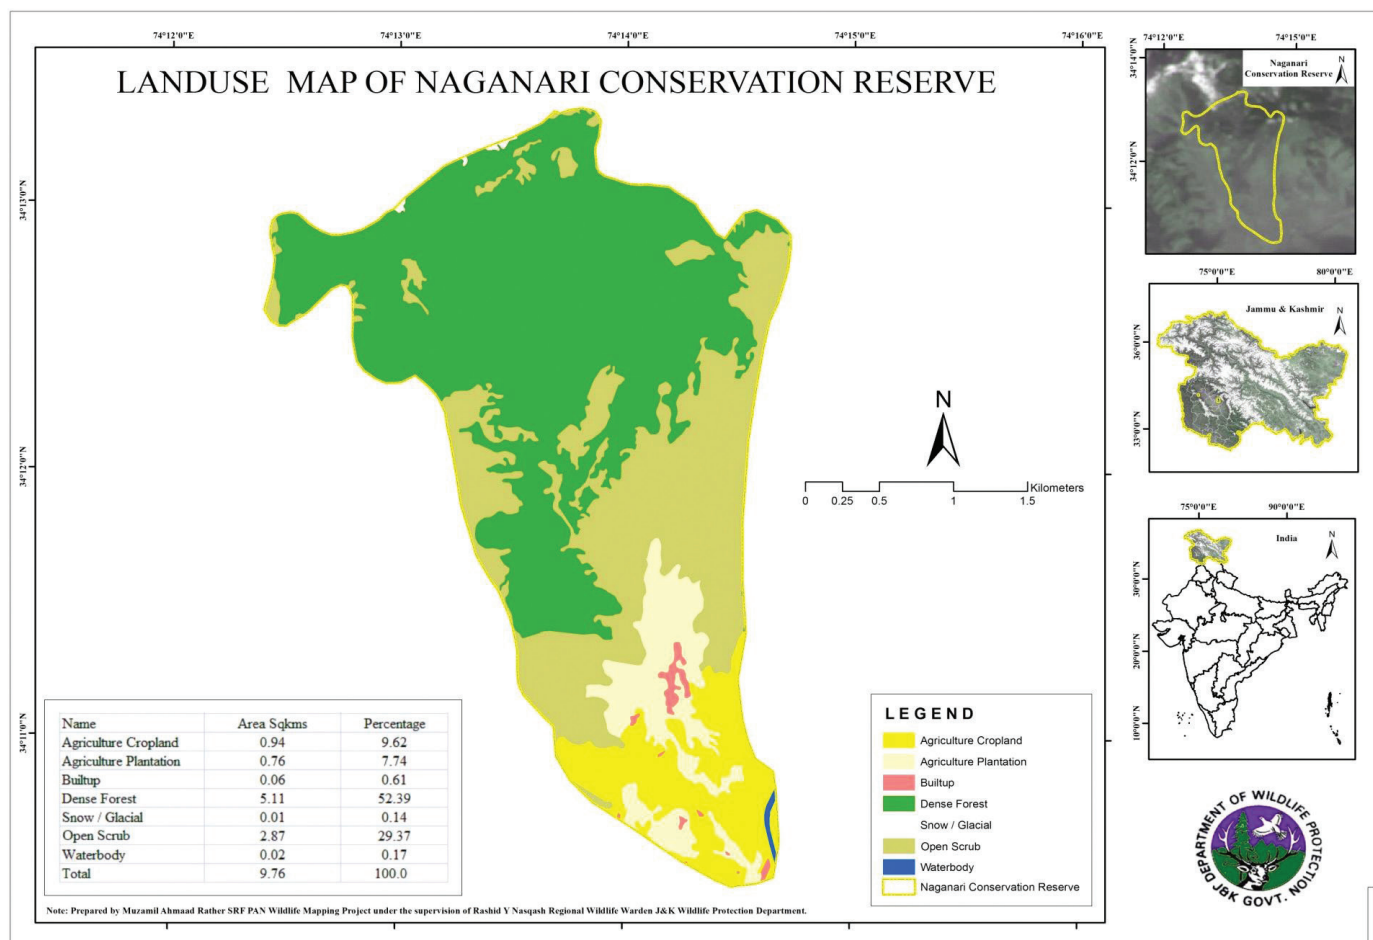 74°12'0"E 74°13'0"E 74°14'0"E 74°15'0"E 74°16'0"E
LANDUSE MAP OF NAGANARI CONSERVATION RESERVE
34°13'0"N
34°12'0"N
34°11'0"N
N
0 0.25 0.5 1 1.5 Kilometers
Name Area Sqkms Percentage
Agriculture Cropland 0.94 9.62
Agriculture Plantation 0.76 7.74
Builtup 0.06 0.61
Dense Forest 5.11 52.39
Snow / Glacial 0.01 0.14
Open Scrub 2.87 29.37
Waterbody 0.02 0.17
Total 9.76 100.0
LEGEND
Agriculture Cropland
Agriculture Plantation
Builtup
Dense Forest
Snow / Glacial
Open Scrub
Waterbody
Naganari Conservation Reserve
Note: Prepared by Muzamil Ahmaad Rather SRF PAN Wildlife Mapping Project under the supervision of Rashid Y Nasqash Regional Wildlife Warden J&K Wildlife Protection Department.
74°12'0"E 74°15'0"E
34°14'0"N
34°12'0"N
Naganari
Conservation Reserve
N
75°0'0"E 80°0'0"E
36°0'0"N
33°0'0"N
Jammu & Kashmir
N
75°0'0"E 90°0'0"E
30°0'0"N
20°0'0"N
10°0'0"N
India
N
DEPARTMENT OF WILDLIFE PROTECTION
J&K GOVT.